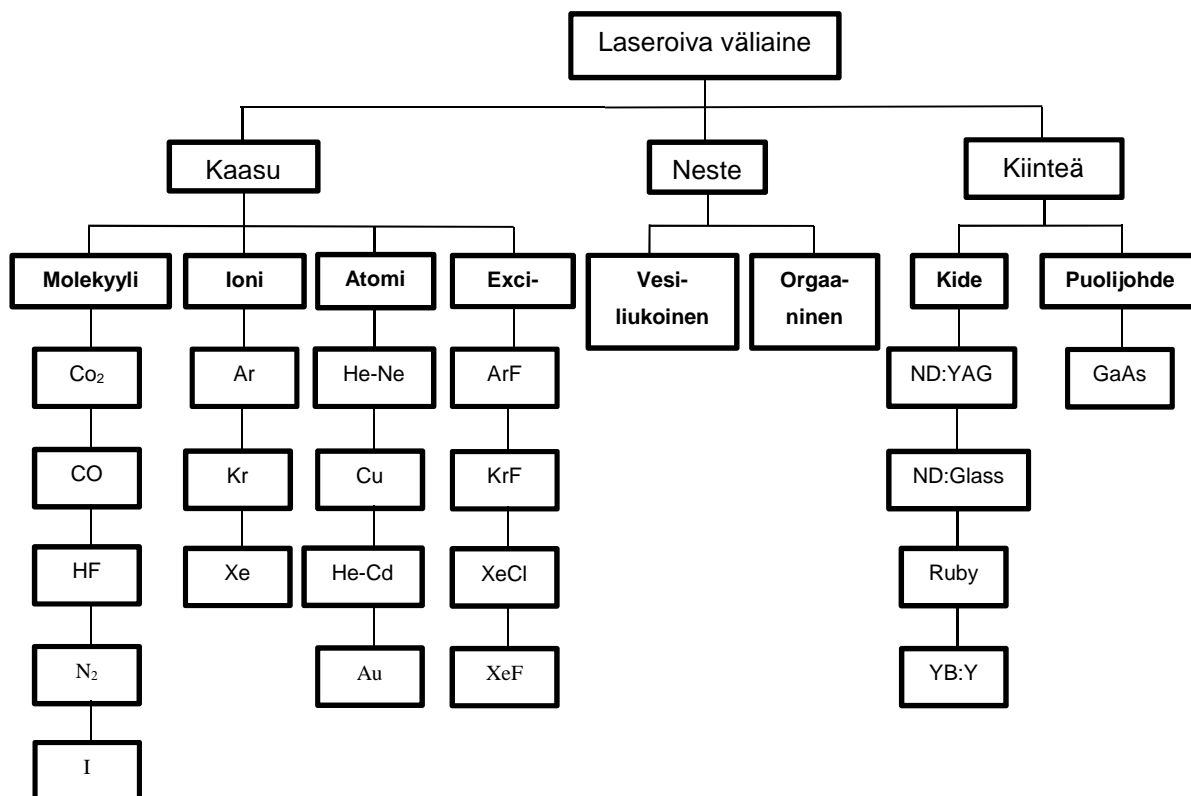 Laseroiva väliaine
Kaasu
Neste
Kiinteä
Molekyyli
Ioni
Atomi
Exci-
Vesi-
liukoinen
Orgaa-
ninen
Kide
Puolijohde
Co₂
Ar
He-Ne
ArF
ND:YAG
GaAs
CO
Kr
Cu
KrF
ND:Glass
HF
Xe
He-Cd
XeCl
Ruby
N₂
Au
XeF
YB:Y
I